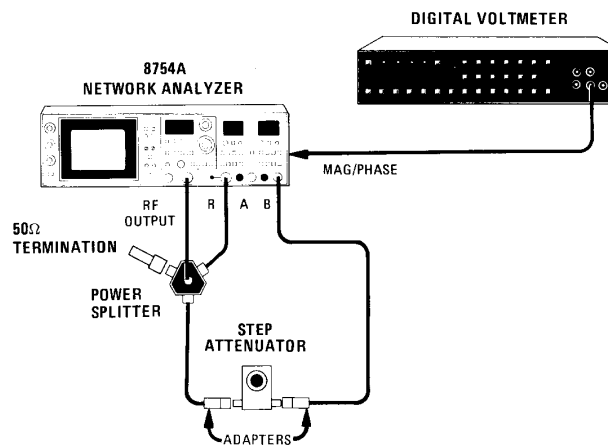 DIGITAL VOLTMETER
8754A
NETWORK ANALYZER
MAG/PHASE
RF
OUTPUT
R
A
B
50Ω
TERMINATION
POWER
SPLITTER
STEP
ATTENUATOR
ADAPTERS